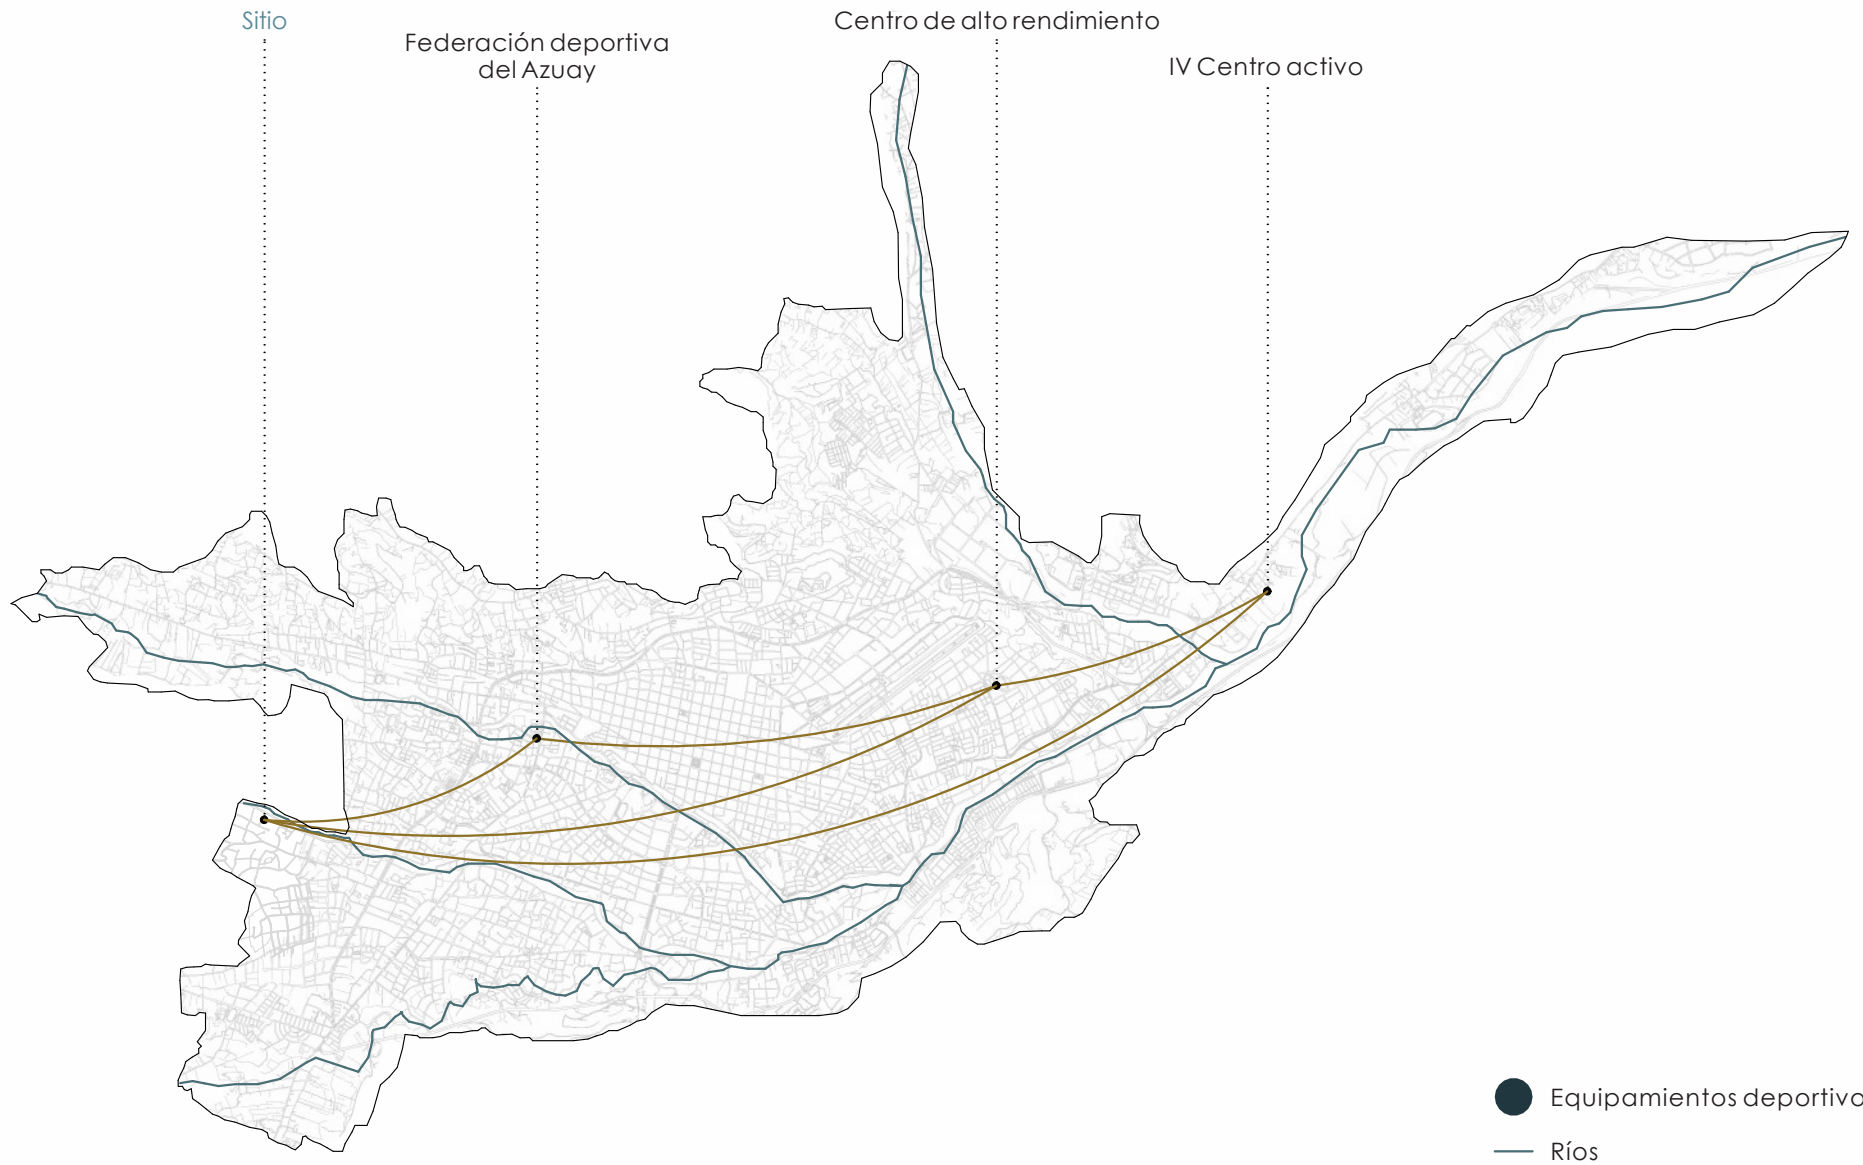 Sitio
Federación deportiva
del Azuay
Centro de alto rendimiento
IV Centro activo
Equipamientos deportivo
Ríos